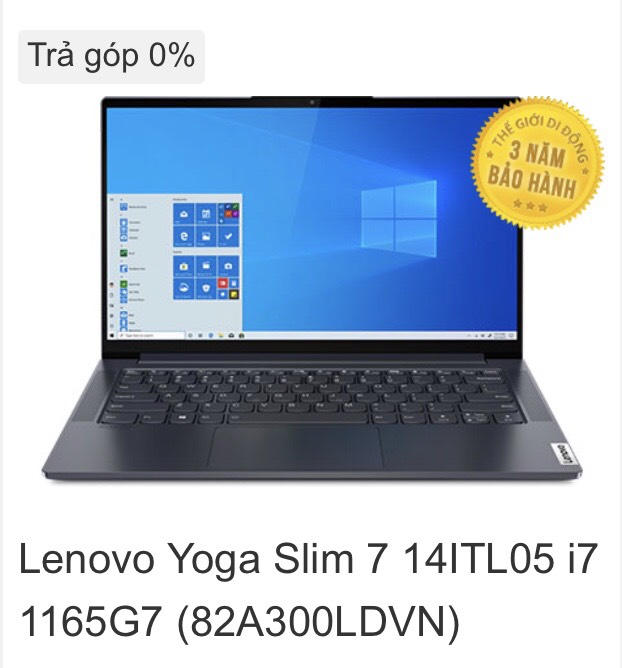 Trả góp 0%
THẾ GIỚI DI ĐỘNG
3 NĂM
BẢO HÀNH
Lenovo
Lenovo Yoga Slim 7 14ITL05 i7
1165G7 (82A300LDVN)